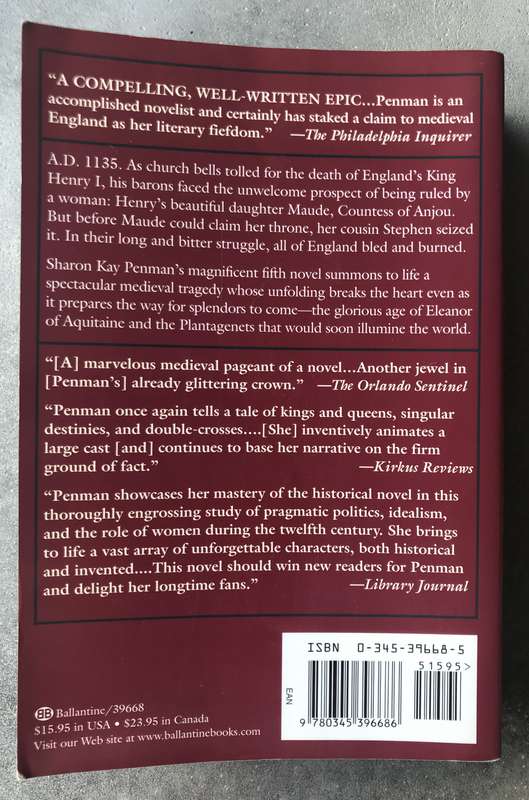 “A COMPELLING, WELL-WRITTEN EPIC...Penman is an
accomplished novelist and certainly has staked a claim to medieval
England as her literary fiefdom.” —The Philadelphia Inquirer
A.D. 1135. As church bells tolled for the death of England’s King
Henry I, his barons faced the unwelcome prospect of being ruled by
a woman: Henry’s beautiful daughter Maude, Countess of Anjou.
But before Maude could claim her throne, her cousin Stephen seized
it. In their long and bitter struggle, all of England bled and burned.
Sharon Kay Penman’s magnificent fifth novel summons to life a
spectacular medieval tragedy whose unfolding breaks the heart even as
it prepares the way for splendors to come—the glorious age of Eleanor
of Aquitaine and the Plantagenets that would soon illumine the world.
“[A] marvelous medieval pageant of a novel...Another jewel in
[Penman’s] already glittering crown.” —The Orlando Sentinel
“Penman once again tells a tale of kings and queens, singular
destinies, and double-crosses....[She] inventively animates a
large cast [and] continues to base her narrative on the firm
ground of fact.” —Kirkus Reviews
“Penman showcases her mastery of the historical novel in this
thoroughly engrossing study of pragmatic politics, idealism,
and the role of women during the twelfth century. She brings
to life a vast array of unforgettable characters, both historical
and invented....This novel should win new readers for Penman
and delight her longtime fans.” —Library Journal
ISBN 0-345-39668-5
51595>
EAN
9 780345 396686
BB Ballantine/39668
$15.95 in USA • $23.95 in Canada
Visit our Web site at www.ballantinebooks.com